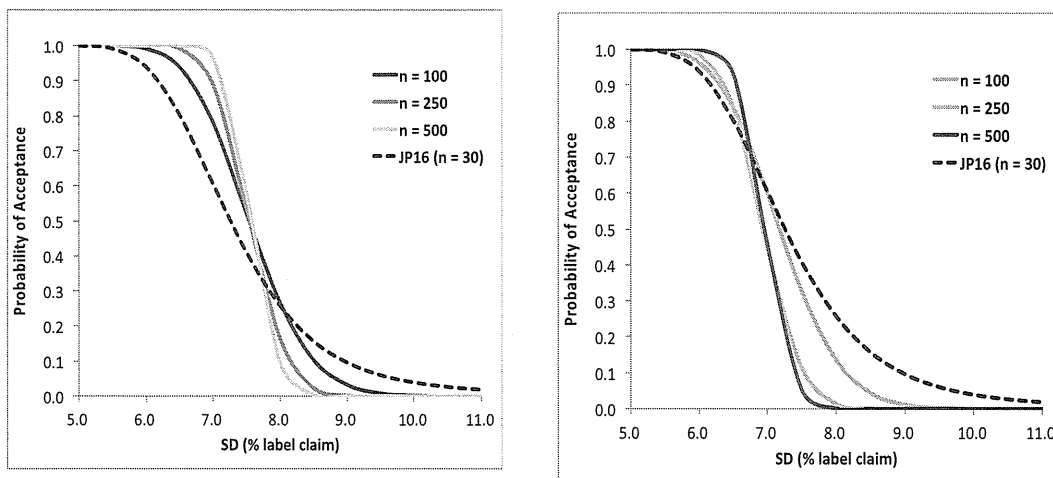 1.0
0.9
0.8
0.7
0.6
0.5
0.4
0.3
0.2
0.1
0.0
Probability of Acceptance
5.0 6.0 7.0 8.0 9.0 10.0 11.0
SD (% label claim)
n = 100
n = 250
n = 500
JP16 (n = 30)
1.0
0.9
0.8
0.7
0.6
0.5
0.4
0.3
0.2
0.1
0.0
Probability of Acceptance
5.0 6.0 7.0 8.0 9.0 10.0 11.0
SD (% label claim)
n = 100
n = 250
n = 500
JP16 (n = 30)